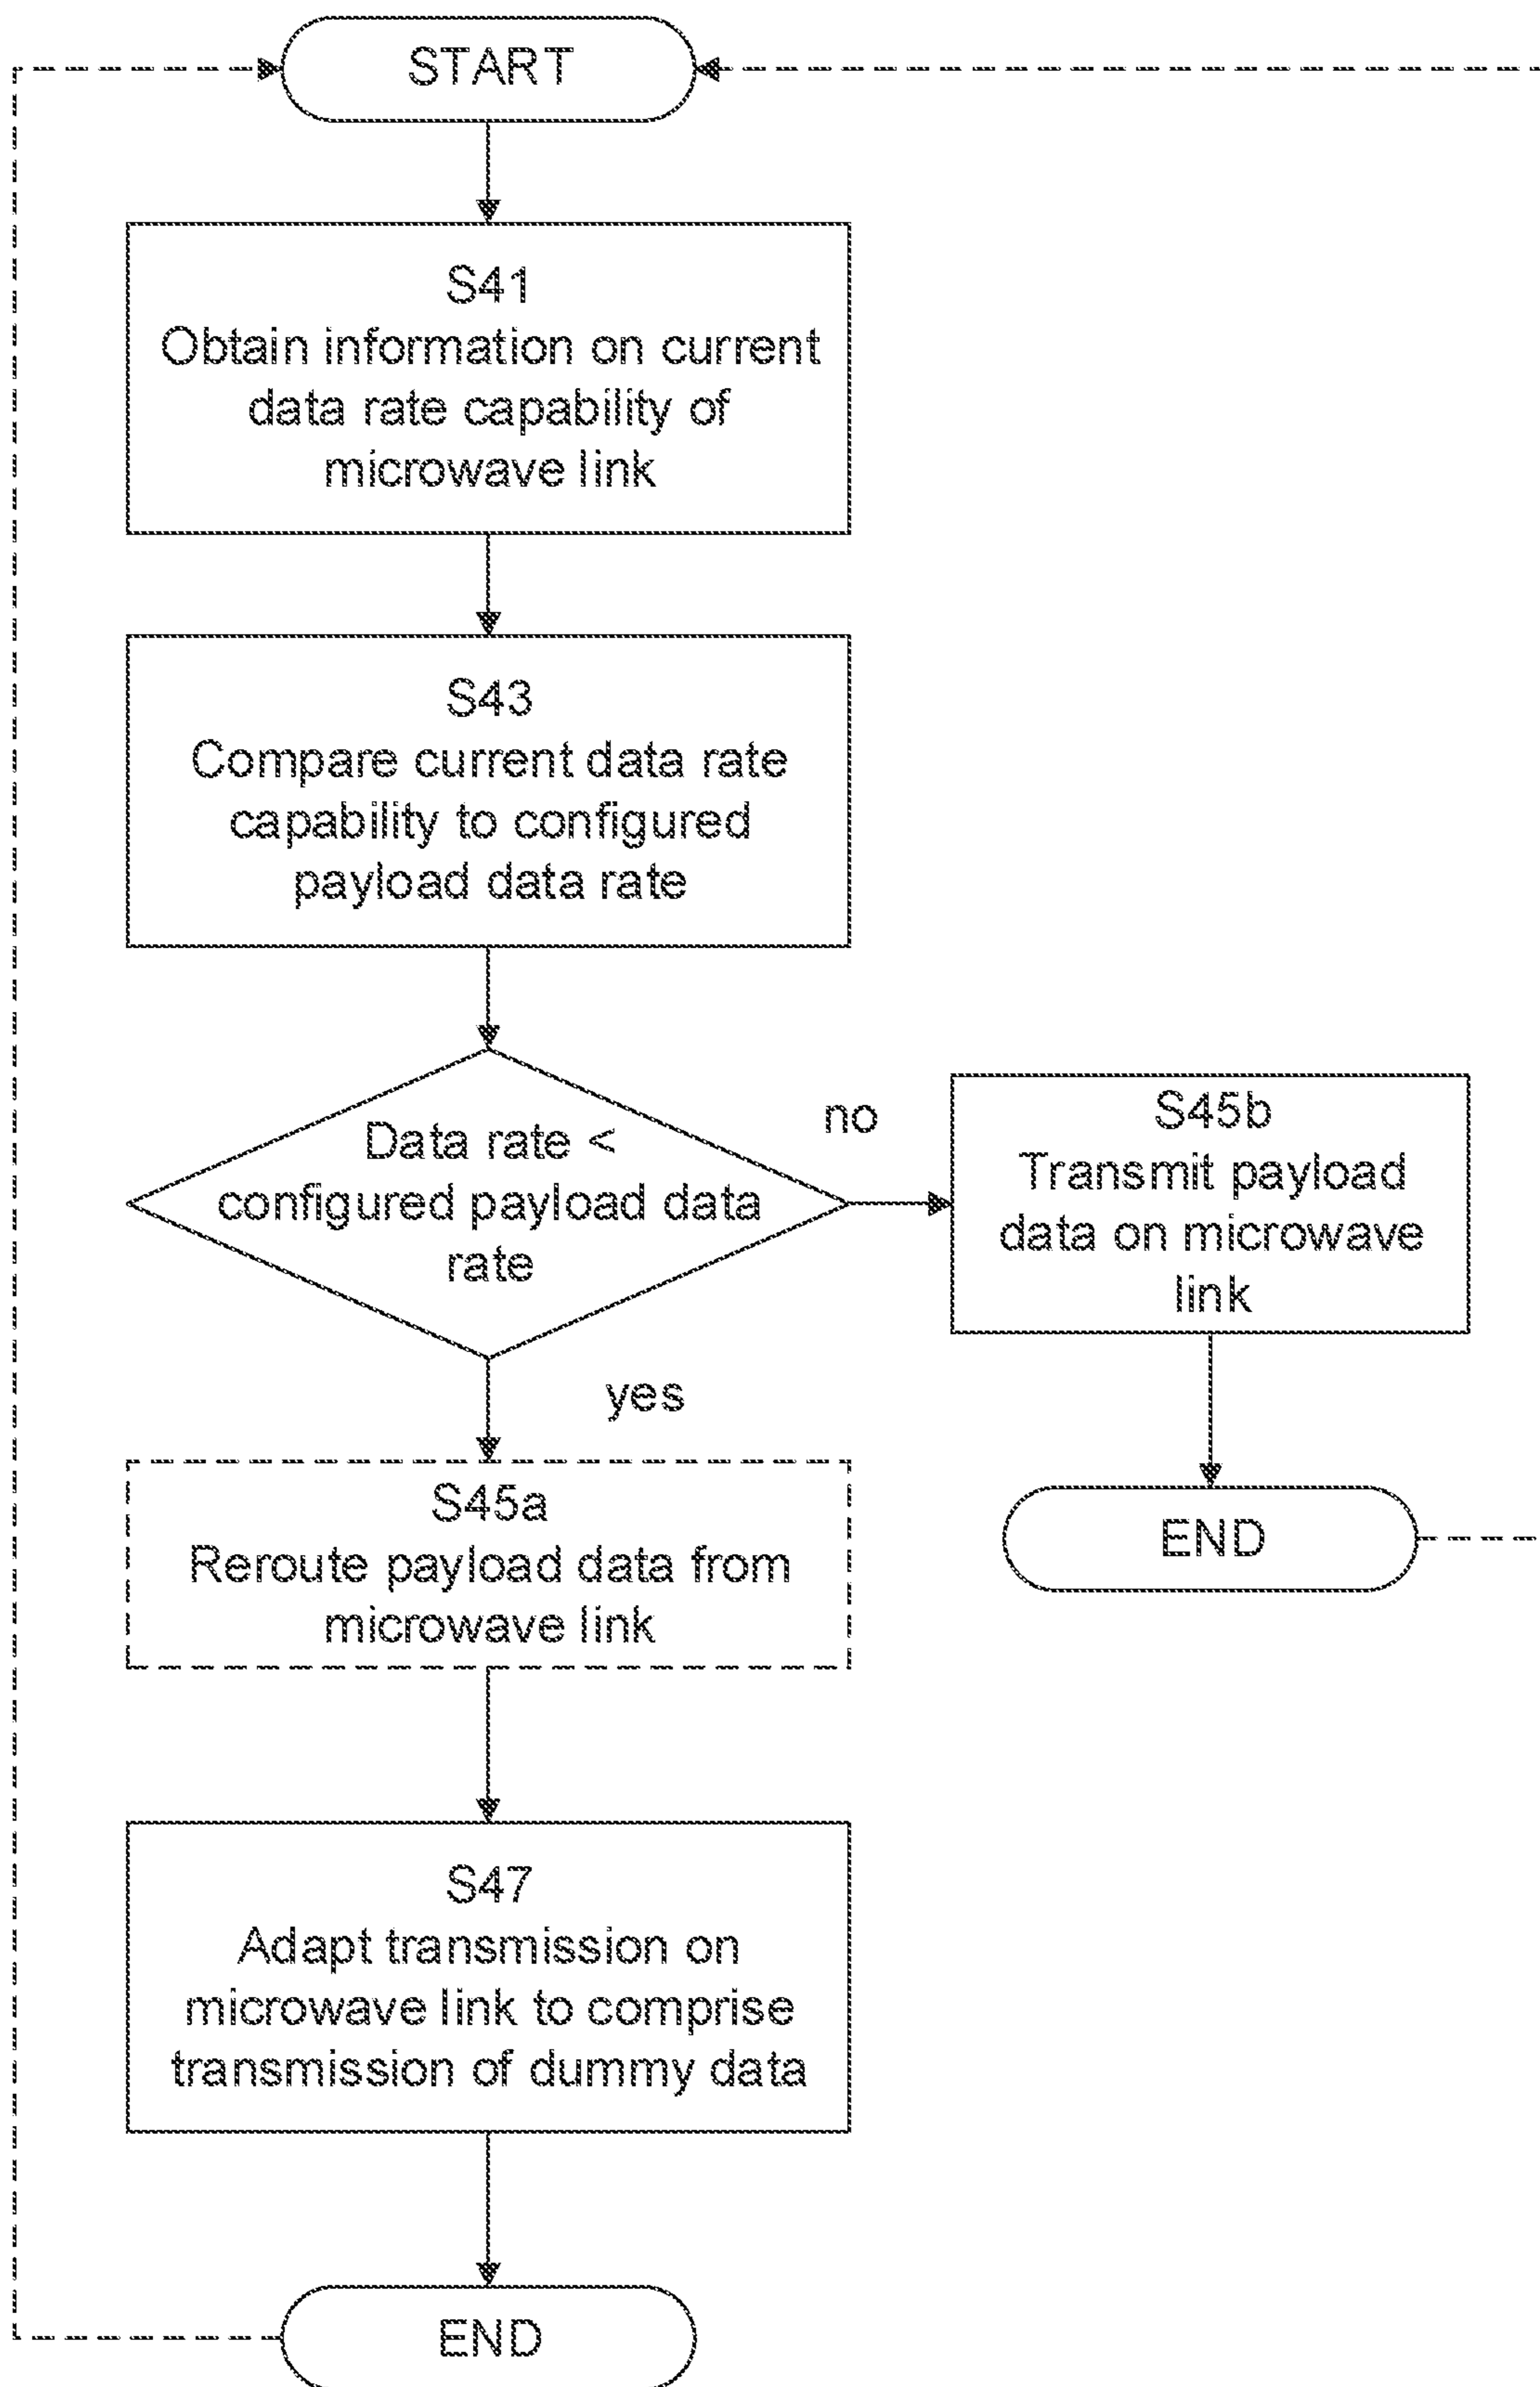 START
S41
Obtain information on current
data rate capability of
microwave link
S43
Compare current data rate
capability to configured
payload data rate
Data rate <
configured payload data
rate
no
S45b
Transmit payload
data on microwave
link
yes
END
S45a
Reroute payload data from
microwave link
S47
Adapt transmission on
microwave link to comprise
transmission of dummy data
END